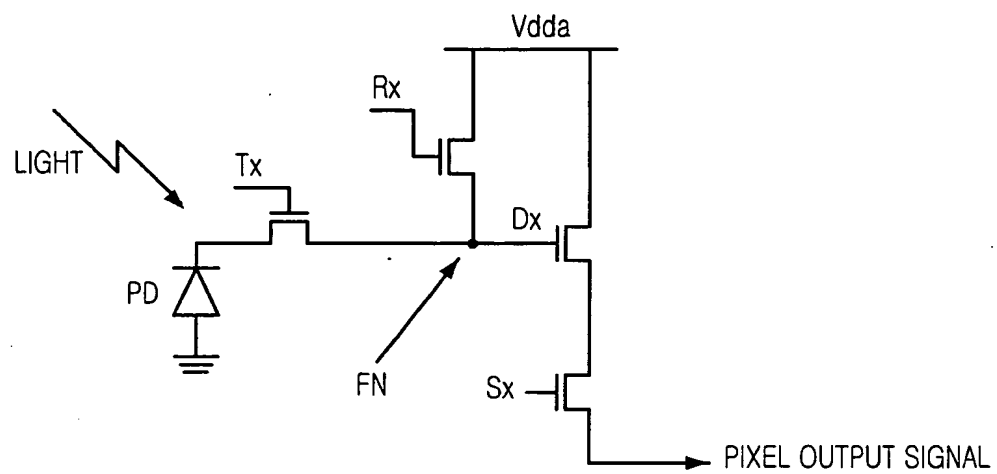 Vdda
Rx
LIGHT
Tx
Dx
PD
FN
Sx
PIXEL OUTPUT SIGNAL